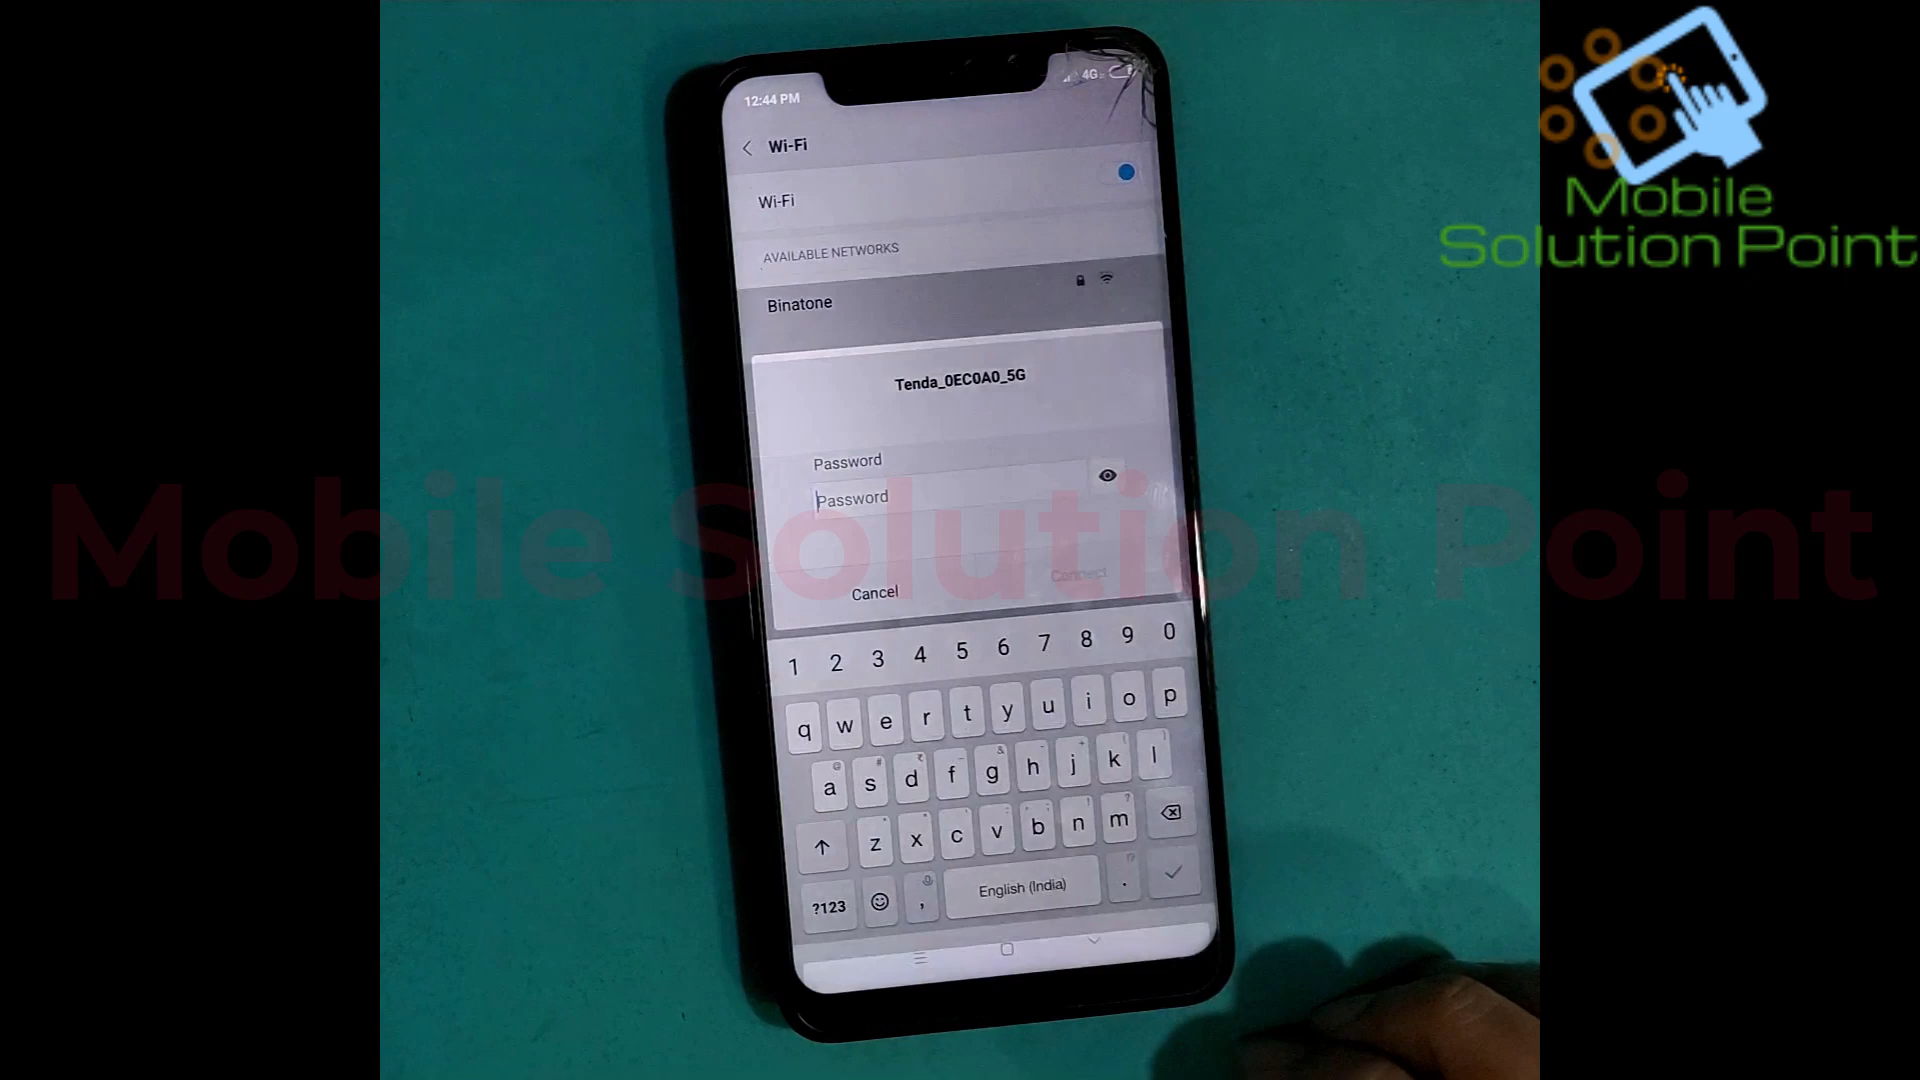 12:44 PM
4G
Wi-Fi
Wi-Fi
AVAILABLE NETWORKS
Binatone
Tenda_0EC0A0_5G
Password
Password
Cancel
Connect
1 2 3 4 5 6 7 8 9 0
q w e r t y u i o p
a s d f g h j k l
z x c v b n m
?123 , English (India) .
Mobile
Solution Point
Mobile Solution Point